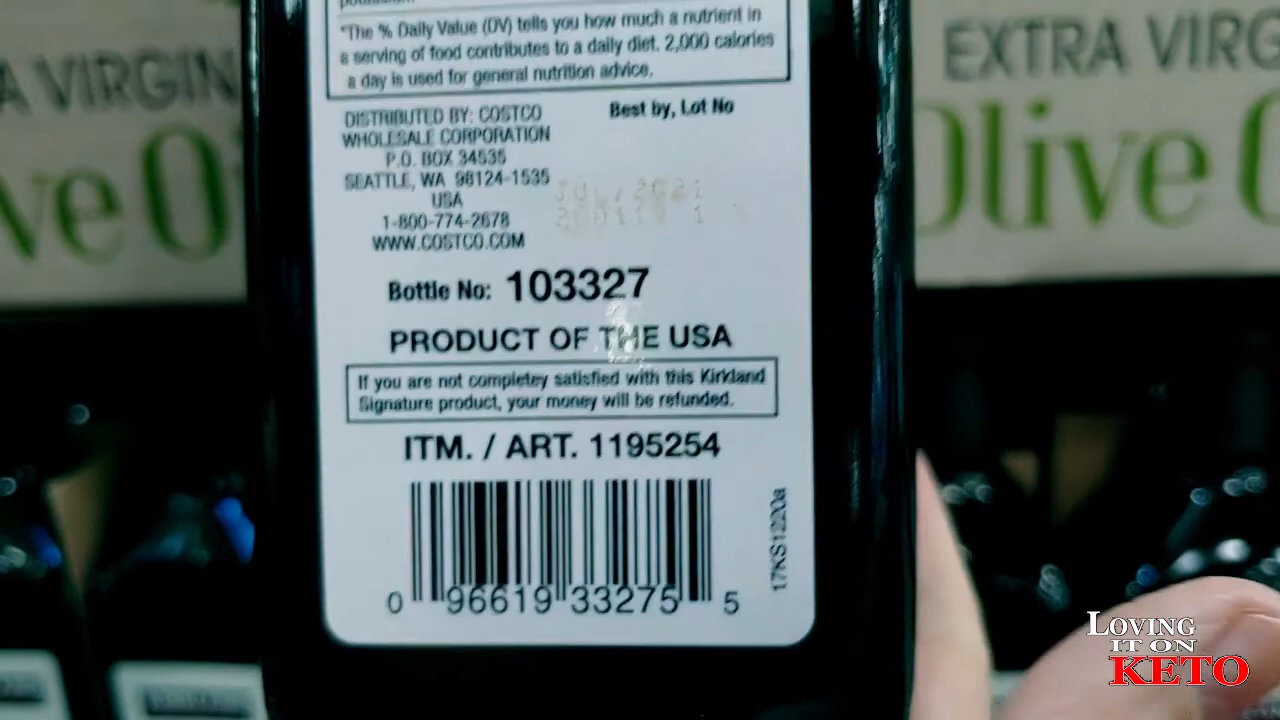 *The % Daily Value (DV) tells you how much a nutrient in
a serving of food contributes to a daily diet. 2,000 calories
a day is used for general nutrition advice.
DISTRIBUTED BY: COSTCO
WHOLESALE CORPORATION
P.O. BOX 34535
SEATTLE, WA 98124-1535
USA
1-800-774-2678
WWW.COSTCO.COM
Best by, Lot No
Bottle No: 103327
PRODUCT OF THE USA
If you are not completey satisfied with this Kirkland
Signature product, your money will be refunded.
ITM. / ART. 1195254
0 96619 33275 5
17KS1220a
A VIRGIN
EXTRA VIRG
Olive O
LOVING
IT ON
KETO